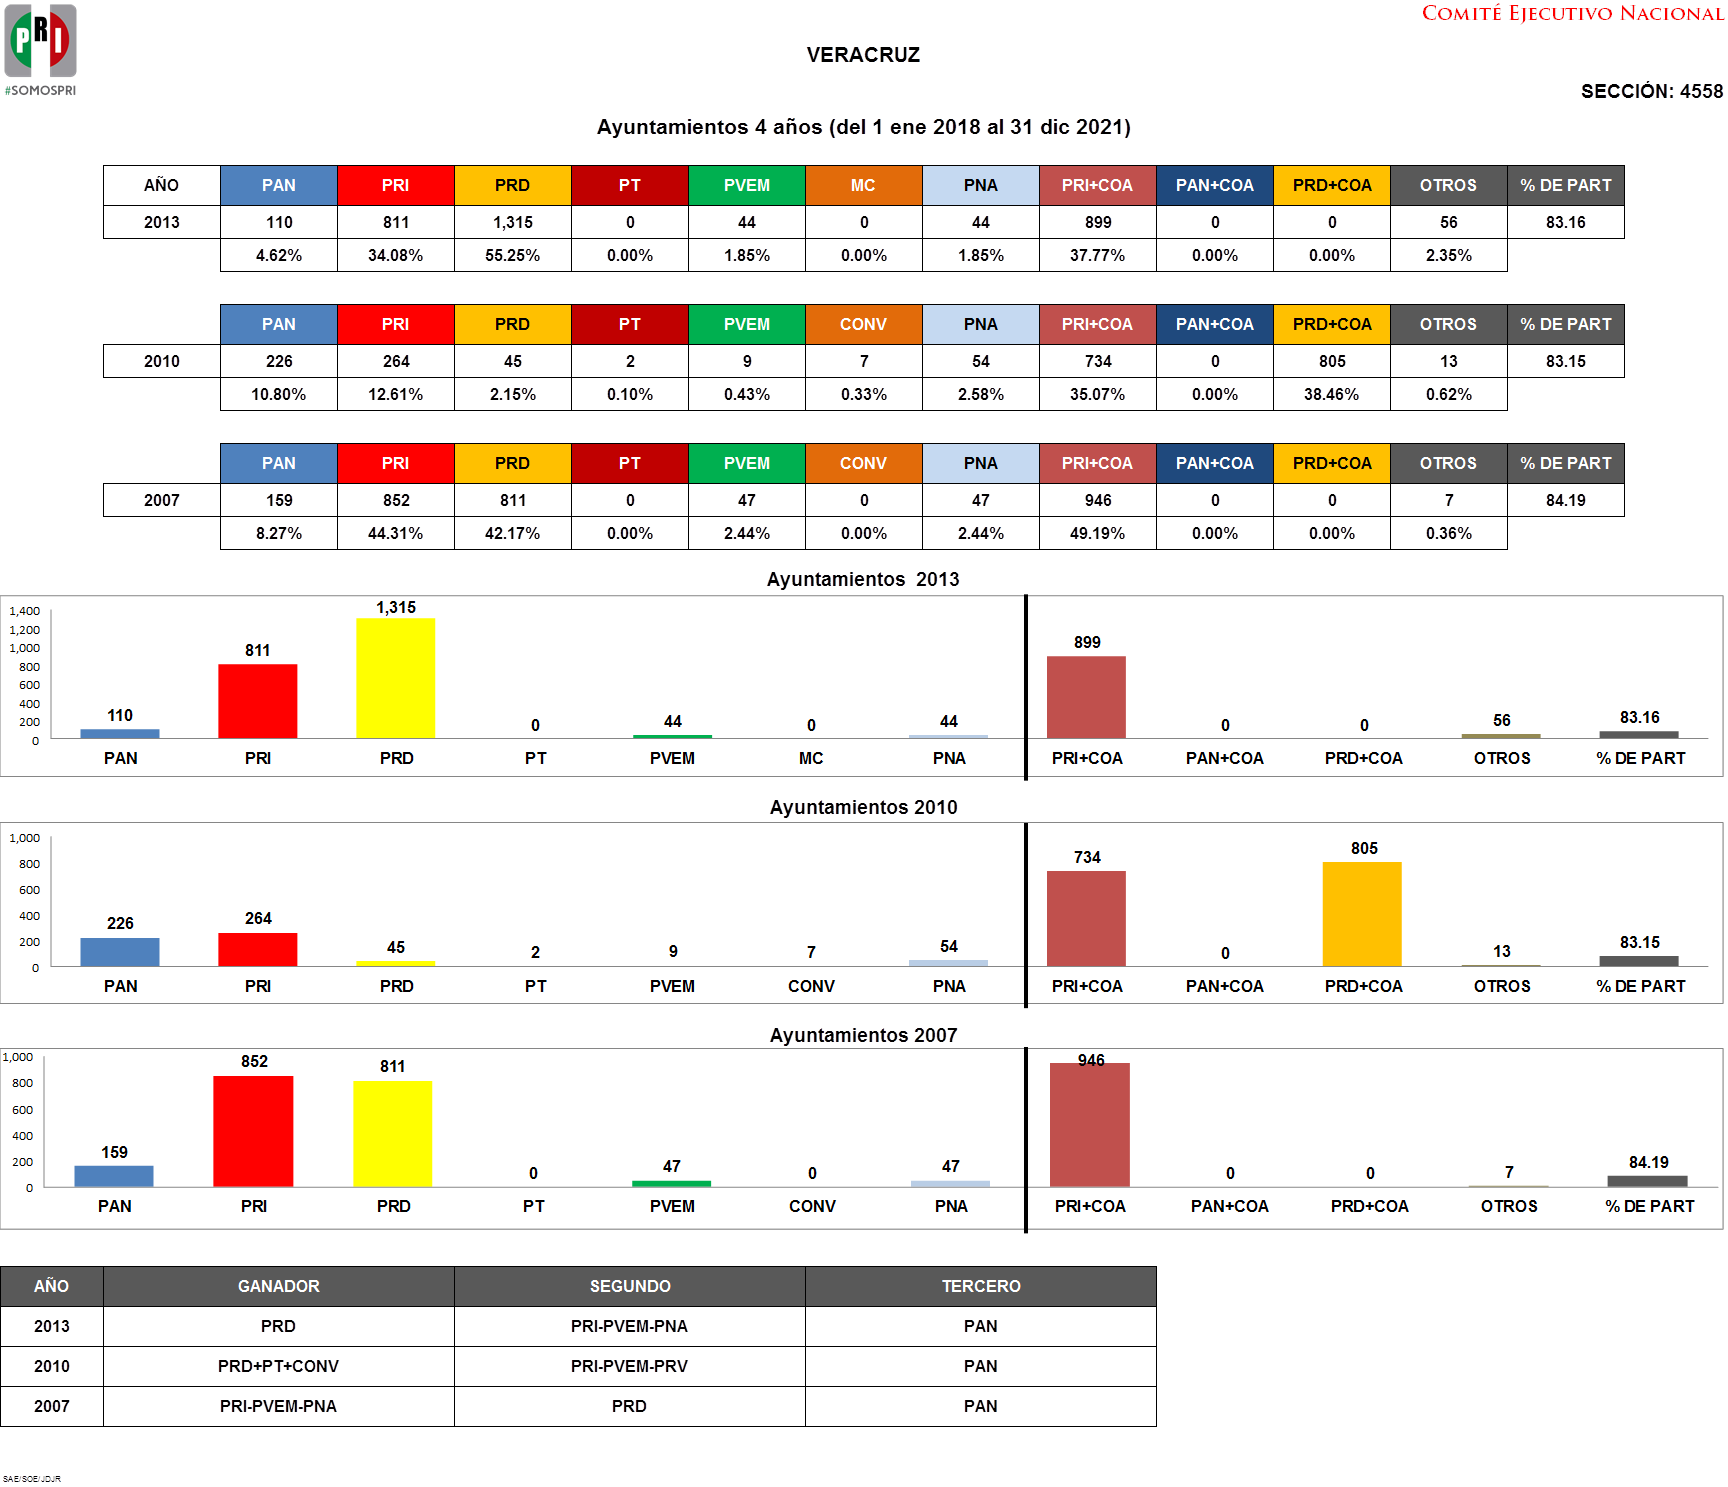 PRI
#SOMOSPRI
COMITÉ EJECUTIVO NACIONAL
VERACRUZ
SECCIÓN: 4558
Ayuntamientos 4 años (del 1 ene 2018 al 31 dic 2021)
AÑO PAN PRI PRD PT PVEM MC PNA PRI+COA PAN+COA PRD+COA OTROS % DE PART
2013 110 811 1,315 0 44 0 44 899 0 0 56 83.16
4.62% 34.08% 55.25% 0.00% 1.85% 0.00% 1.85% 37.77% 0.00% 0.00% 2.35%
PAN PRI PRD PT PVEM CONV PNA PRI+COA PAN+COA PRD+COA OTROS % DE PART
2010 226 264 45 2 9 7 54 734 0 805 13 83.15
10.80% 12.61% 2.15% 0.10% 0.43% 0.33% 2.58% 35.07% 0.00% 38.46% 0.62%
PAN PRI PRD PT PVEM CONV PNA PRI+COA PAN+COA PRD+COA OTROS % DE PART
2007 159 852 811 0 47 0 47 946 0 0 7 84.19
8.27% 44.31% 42.17% 0.00% 2.44% 0.00% 2.44% 49.19% 0.00% 0.00% 0.36%
Ayuntamientos 2013
1,400
1,200
1,000
800
600
400
200
0
110 811 1,315 0 44 0 44 899 0 0 56 83.16
PAN PRI PRD PT PVEM MC PNA PRI+COA PAN+COA PRD+COA OTROS % DE PART
Ayuntamientos 2010
1,000
800
600
400
200
0
226 264 45 2 9 7 54 734 0 805 13 83.15
PAN PRI PRD PT PVEM CONV PNA PRI+COA PAN+COA PRD+COA OTROS % DE PART
Ayuntamientos 2007
1,000
800
600
400
200
0
159 852 811 0 47 0 47 946 0 0 7 84.19
PAN PRI PRD PT PVEM CONV PNA PRI+COA PAN+COA PRD+COA OTROS % DE PART
AÑO GANADOR SEGUNDO TERCERO
2013 PRD PRI-PVEM-PNA PAN
2010 PRD+PT+CONV PRI-PVEM-PRV PAN
2007 PRI-PVEM-PNA PRD PAN
SAE/SOE/JDJR